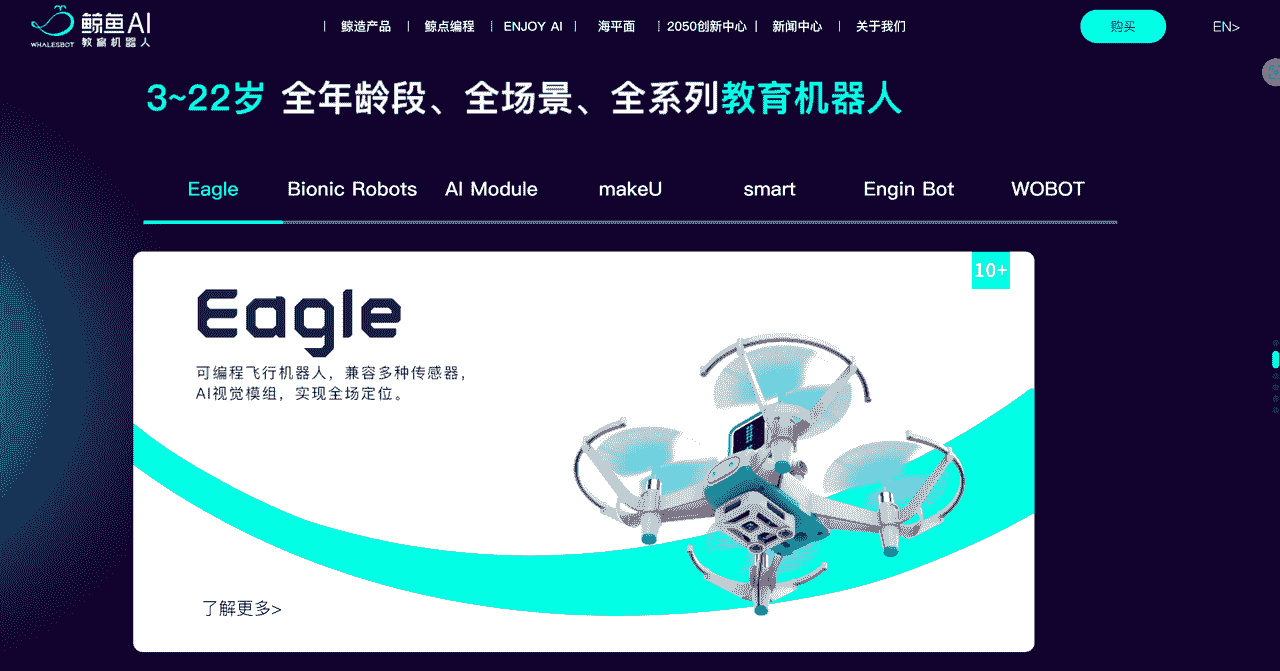 鲸鱼AI
WHALESBOT 教育机器人
鲸造产品
鲸点编程
ENJOY AI
海平面
2050创新中心
新闻中心
关于我们
购买
EN>
3~22岁 全年龄段、全场景、全系列教育机器人
Eagle
Bionic Robots
AI Module
makeU
smart
Engin Bot
WOBOT
10+
Eagle
可编程飞行机器人，兼容多种传感器，
AI视觉模组，实现全场定位。
了解更多>